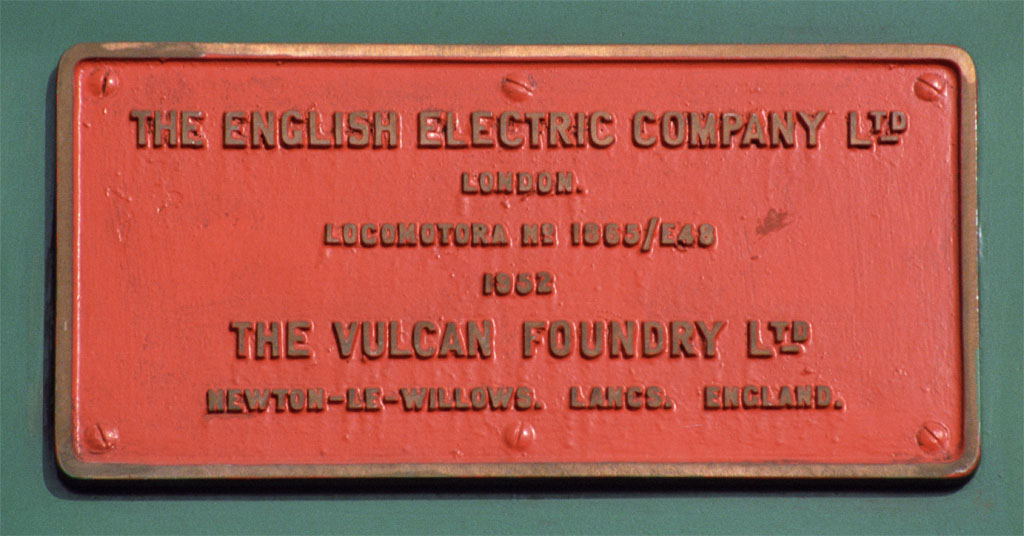 THE ENGLISH ELECTRIC COMPANY LTD
LONDON.
LOCOMOTORA No 1865/E48
1952
THE VULCAN FOUNDRY LTD
NEWTON-LE-WILLOWS. LANCS. ENGLAND.